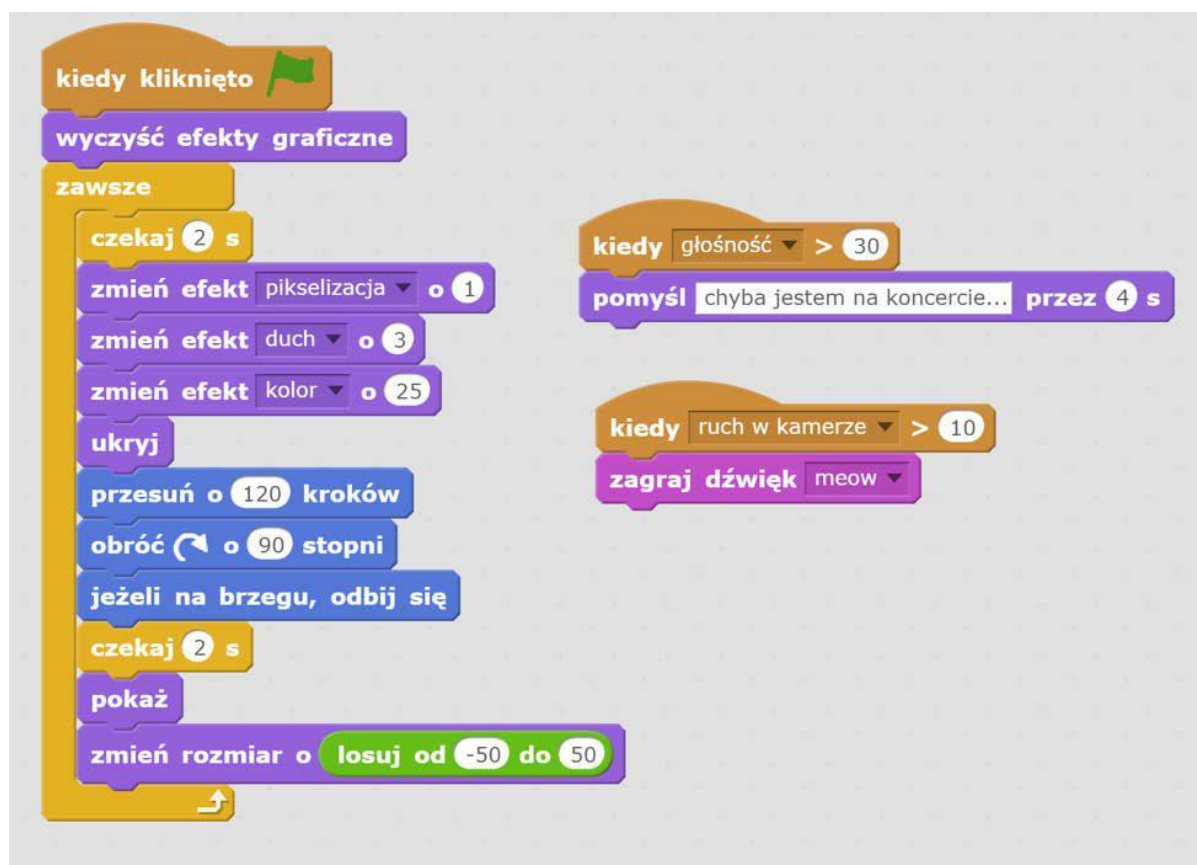 kiedy kliknięto
wyczyść efekty graficzne
zawsze
czekaj 2 s
zmień efekt pikselizacja o 1
zmień efekt duch o 3
zmień efekt kolor o 25
ukryj
przesuń o 120 kroków
obróć o 90 stopni
jeżeli na brzegu, odbij się
czekaj 2 s
pokaż
zmień rozmiar o losuj od -50 do 50
kiedy głośność > 30
pomyśl chyba jestem na koncercie... przez 4 s
kiedy ruch w kamerze > 10
zagraj dźwięk meow